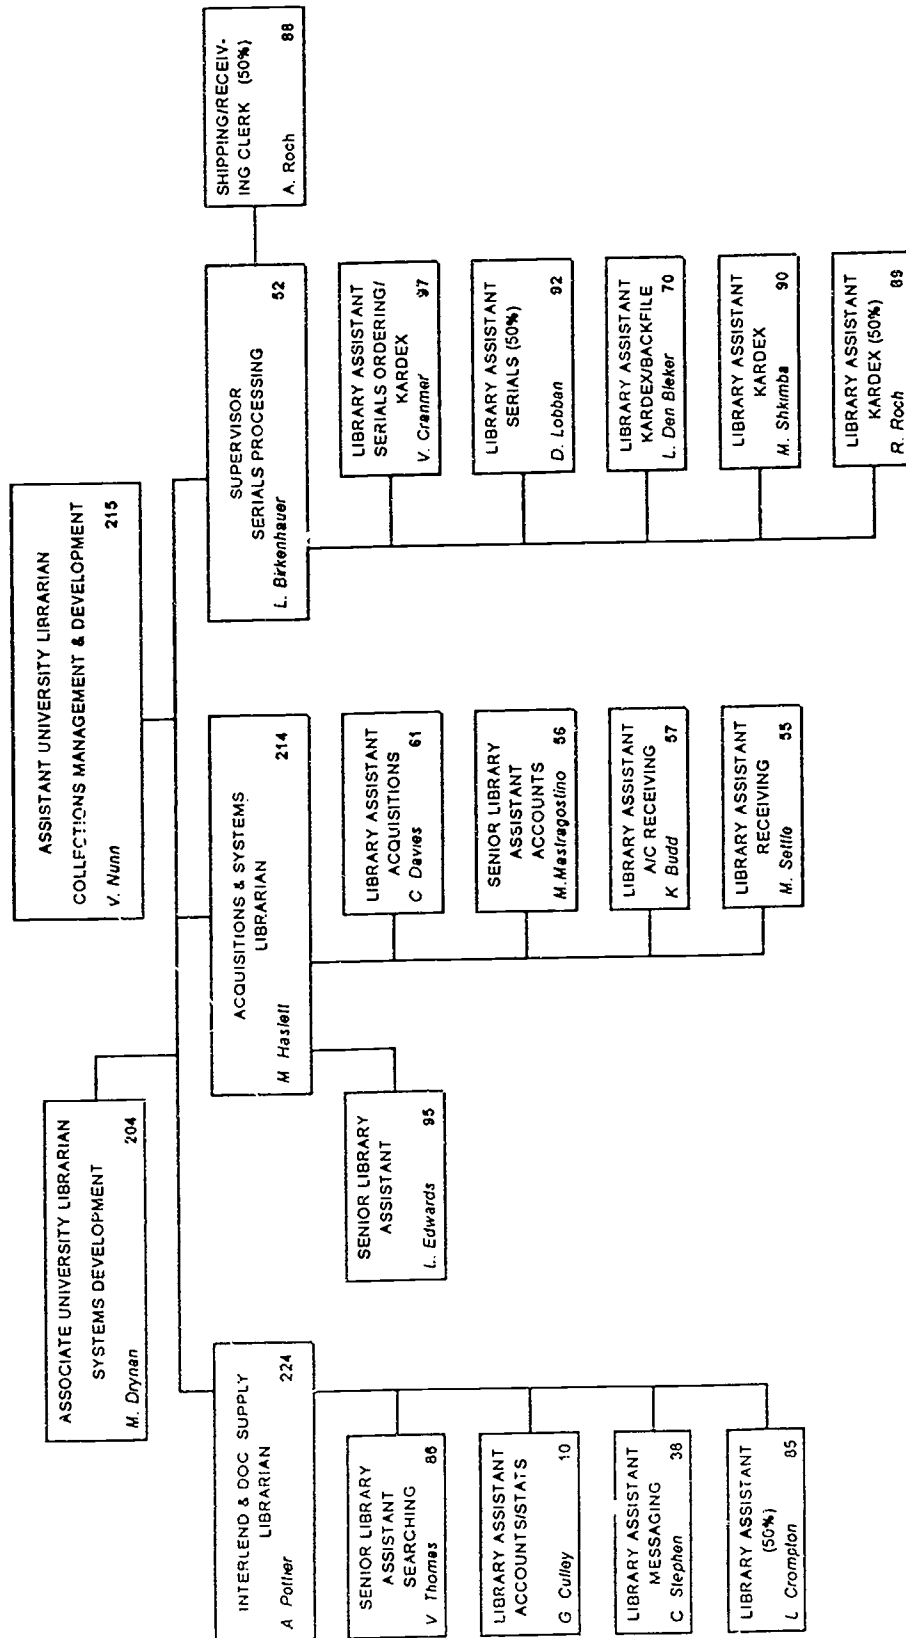 ASSISTANT UNIVERSITY LIBRARIAN
COLLECTIONS MANAGEMENT & DEVELOPMENT
V. Nunn 215
ASSOCIATE UNIVERSITY LIBRARIAN
SYSTEMS DEVELOPMENT
M. Drynan 204
INTERLEND & DOC SUPPLY
LIBRARIAN
A Pottier 224
SENIOR LIBRARY
ASSISTANT
SEARCHING
V Thomas 86
LIBRARY ASSISTANT
ACCOUNTS/STATS
G Culley 10
LIBRARY ASSISTANT
MESSAGING
C Stephen 38
LIBRARY ASSISTANT
(50%)
L Crompton 85
ACQUISITIONS & SYSTEMS
LIBRARIAN
M Haslett 214
SENIOR LIBRARY
ASSISTANT
L. Edwards 95
LIBRARY ASSISTANT
ACQUISITIONS
C Davies 61
SENIOR LIBRARY
ASSISTANT
ACCOUNTS
M.Mastragostino 56
LIBRARY ASSISTANT
A/C RECEIVING
K Budd 57
LIBRARY ASSISTANT
RECEIVING
M. Settle 55
SUPERVISOR
SERIALS PROCESSING
L. Birkenhauer 52
SHIPPING/RECEIV-
ING CLERK (50%)
A. Roch 88
LIBRARY ASSISTANT
SERIALS ORDERING/
KARDEX
V. Cranmer 97
LIBRARY ASSISTANT
SERIALS (50%)
D. Lobban 92
LIBRARY ASSISTANT
KARDEX/BACKFILE
L. Den Bleker 70
LIBRARY ASSISTANT
KARDEX
M. Shkimba 90
LIBRARY ASSISTANT
KARDEX (50%)
R. Roch 89